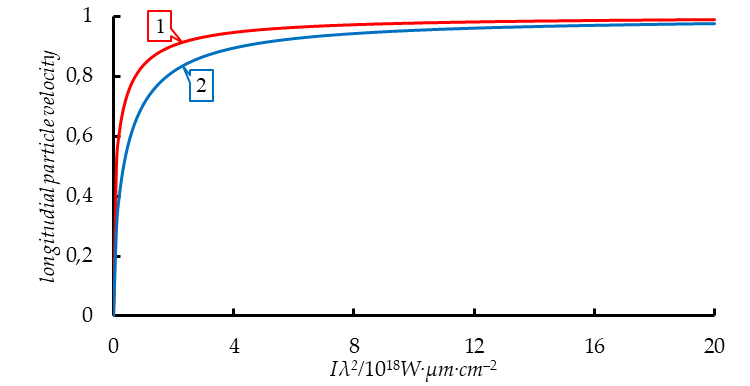 1
1
0,8
2
0,6
0,4
0,2
0
0 4 8 12 16 20
longitudial particle velocity
Iλ²/10¹⁸W·μm·cm⁻²